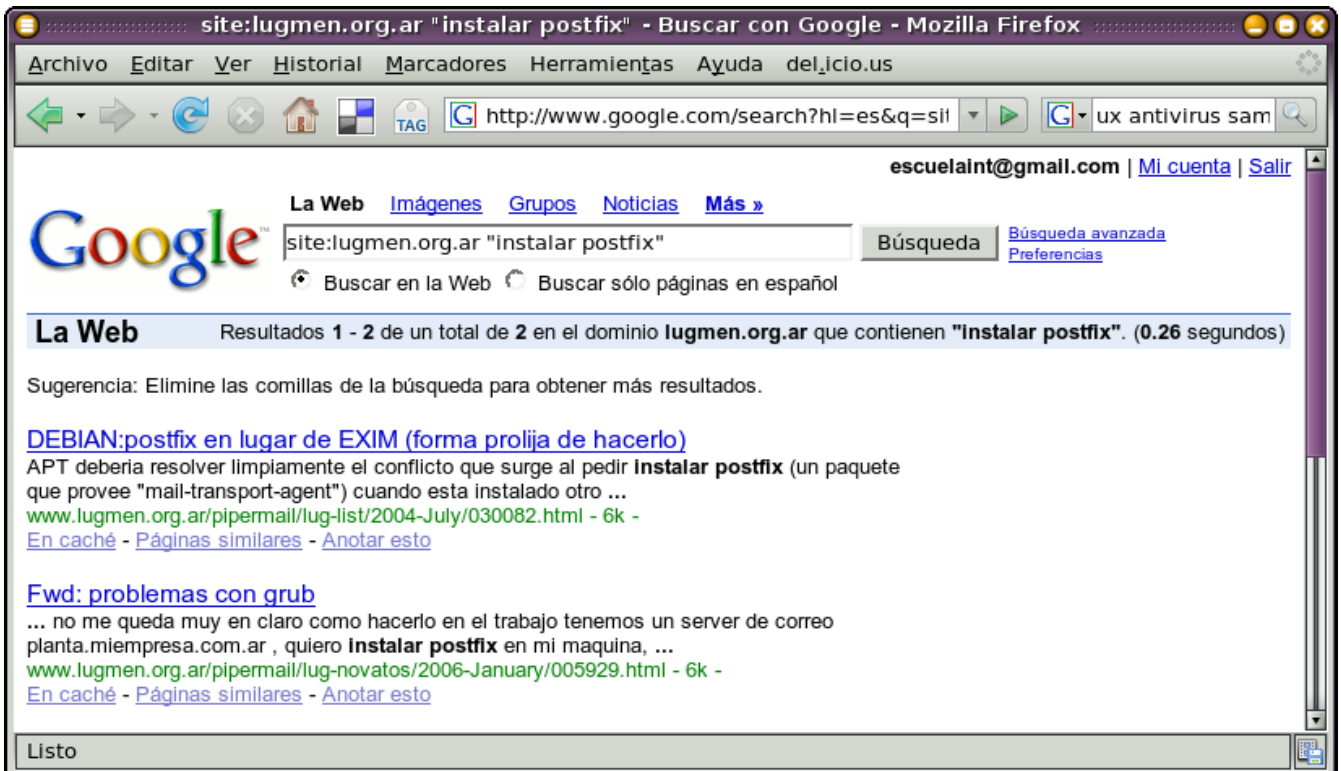 site:lugmen.org.ar "instalar postfix" - Buscar con Google - Mozilla Firefox
Archivo Editar Ver Historial Marcadores Herramientas Ayuda del.icio.us
TAG G http://www.google.com/search?hl=es&q=sit G ux antivirus sam
escuelaint@gmail.com | Mi cuenta | Salir
La Web Imágenes Grupos Noticias Más »
Google™ site:lugmen.org.ar "instalar postfix" Búsqueda Búsqueda avanzada
Preferencias
Buscar en la Web Buscar sólo páginas en español
La Web Resultados 1 - 2 de un total de 2 en el dominio lugmen.org.ar que contienen "instalar postfix". (0.26 segundos)
Sugerencia: Elimine las comillas de la búsqueda para obtener más resultados.
DEBIAN:postfix en lugar de EXIM (forma prolija de hacerlo)
APT deberia resolver limpiamente el conflicto que surge al pedir instalar postfix (un paquete
que provee "mail-transport-agent") cuando esta instalado otro ...
www.lugmen.org.ar/pipermail/lug-list/2004-July/030082.html - 6k -
En caché - Páginas similares - Anotar esto
Fwd: problemas con grub
... no me queda muy en claro como hacerlo en el trabajo tenemos un server de correo
planta.miempresa.com.ar , quiero instalar postfix en mi maquina, ...
www.lugmen.org.ar/pipermail/lug-novatos/2006-January/005929.html - 6k -
En caché - Páginas similares - Anotar esto
Listo